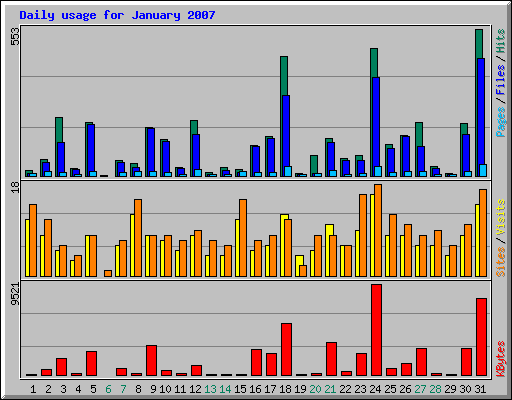 Daily usage for January 2007
553
Pages / Files / Hits
18
Sites / Visits
9521
KBytes
1 2 3 4 5 6 7 8 9 10 11 12 13 14 15 16 17 18 19 20 21 22 23 24 25 26 27 28 29 30 31